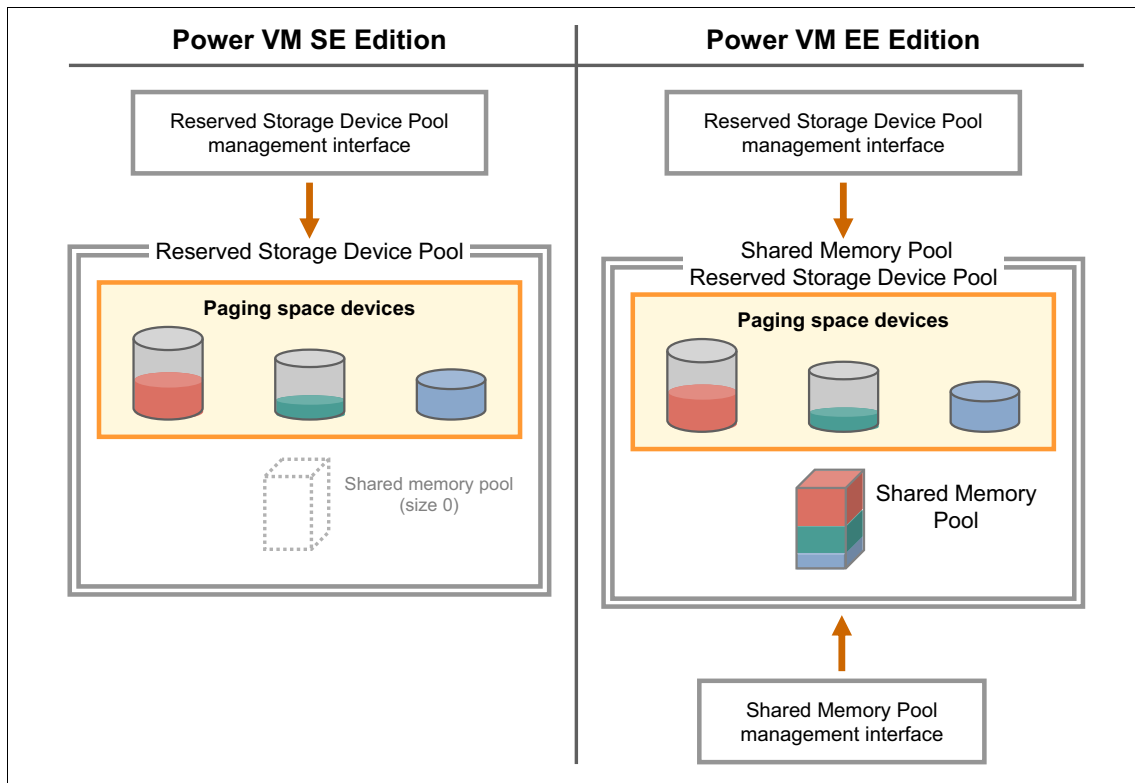 Power VM SE Edition
Reserved Storage Device Pool
management interface
Reserved Storage Device Pool
Paging space devices
Shared memory pool
(size 0)
Power VM EE Edition
Reserved Storage Device Pool
management interface
Shared Memory Pool
Reserved Storage Device Pool
Paging space devices
Shared Memory
Pool
Shared Memory Pool
management interface